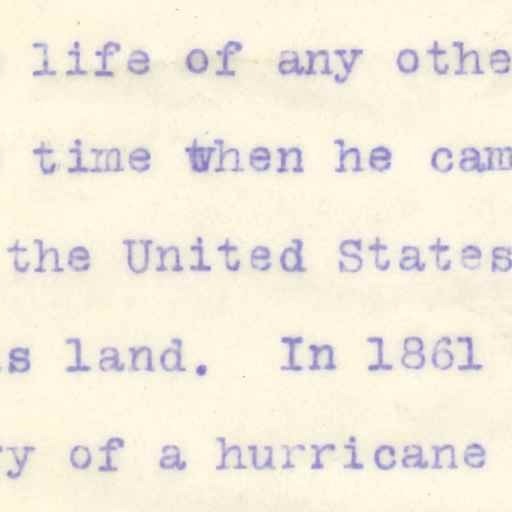 life of any othe
time when he cam
the United States
s land. In 1861
y of a hurricane